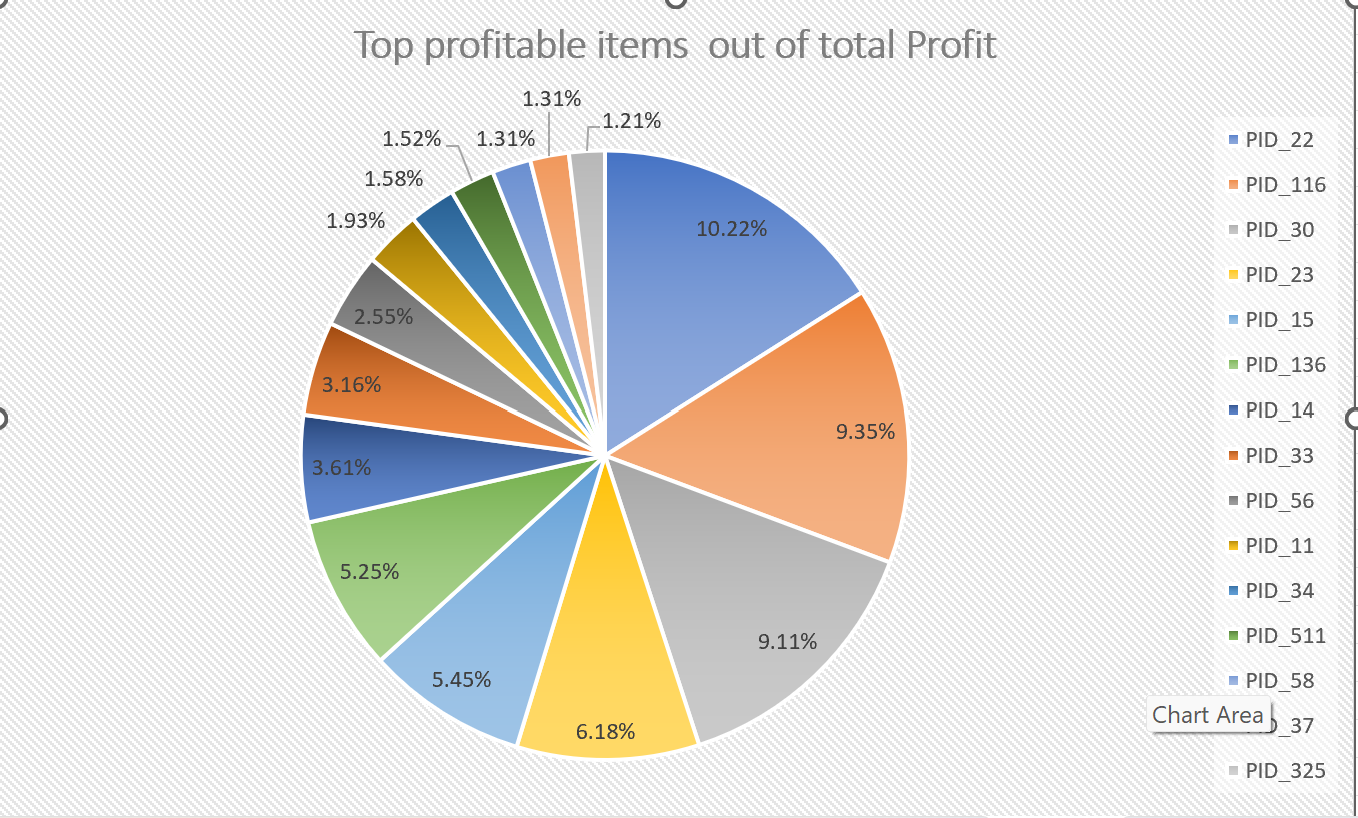 Top profitable items  out of total Profit
1.31%
1.21%
1.52%
1.31%
1.58%
1.93%
10.22%
2.55%
3.16%
9.35%
3.61%
5.25%
9.11%
5.45%
6.18%
PID_22
PID_116
PID_30
PID_23
PID_15
PID_136
PID_14
PID_33
PID_56
PID_11
PID_34
PID_511
PID_58
Chart Area
D_37
PID_325